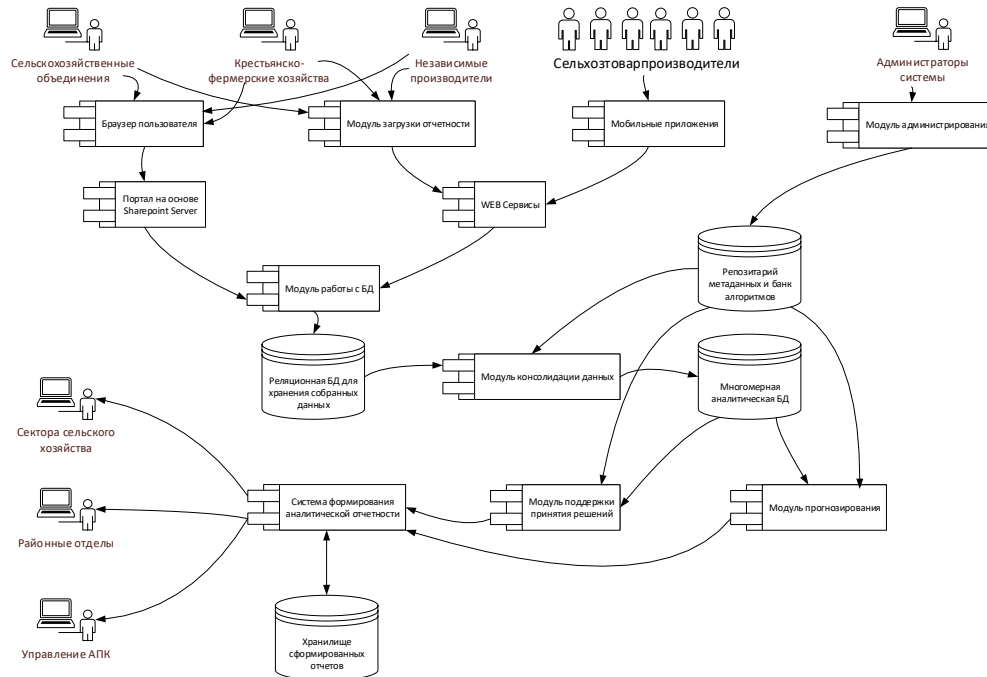 Сельскохозяйственные
объединения
Крестьянско-
фермерские хозяйства
Независимые
производители
Сельхозтоварпроизводители
Администраторы
системы
Браузер пользователя
Модуль загрузки отчетности
Мобильные приложения
Модуль администрирования
Портал на основе
Sharepoint Server
WEB Сервисы
Модуль работы с БД
Репозитарий
метаданных и банк
алгоритмов
Реляционная БД для
хранения собранных
данных
Модуль консолидации данных
Многомерная
аналитическая БД
Сектора сельского
хозяйства
Система формирования
аналитической отчетности
Модуль поддержки
принятия решений
Модуль прогнозирования
Районные отделы
Управление АПК
Хранилище
сформированных
отчетов